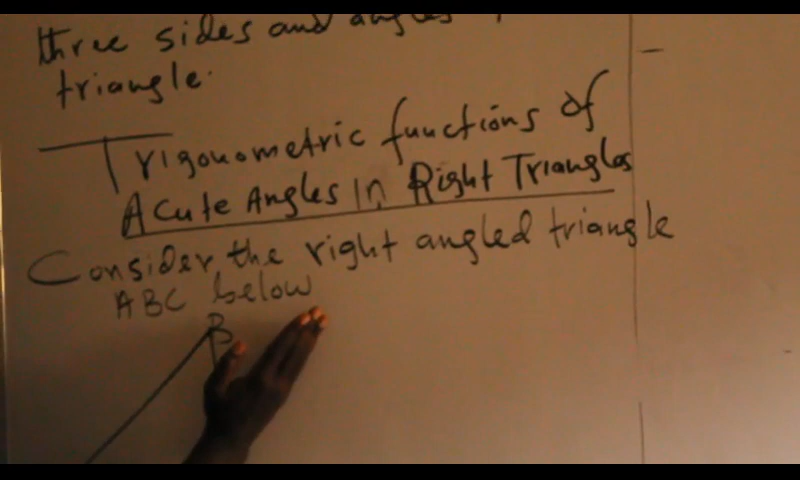 three sides and angles
triangle.
Trigonometric functions of
Acute Angles In Right Triangles
Consider the right angled triangle
ABC below
B